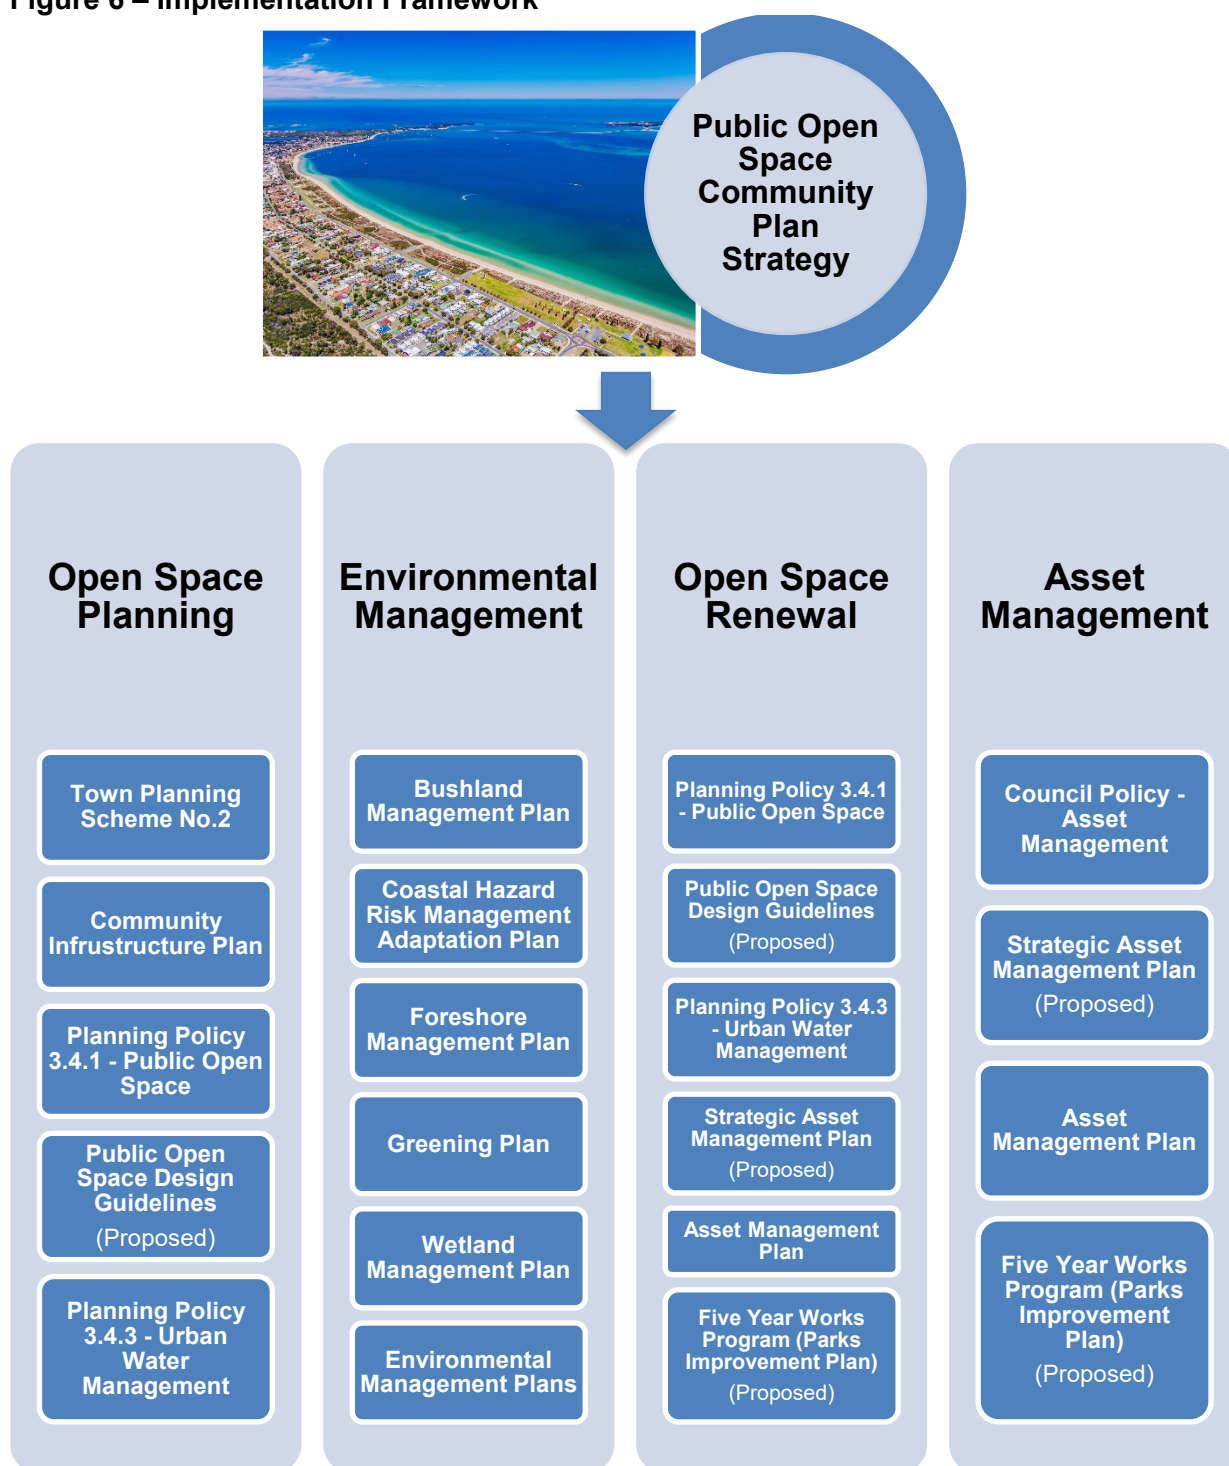 Figure 6 – Implementation Framework
Public Open
Space
Community
Plan
Strategy
Open Space
Planning
Town Planning
Scheme No.2
Community
Infrustructure Plan
Planning Policy
3.4.1 - Public Open
Space
Public Open
Space Design
Guidelines
(Proposed)
Planning Policy
3.4.3 - Urban
Water
Management
Environmental
Management
Bushland
Management Plan
Coastal Hazard
Risk Management
Adaptation Plan
Foreshore
Management Plan
Greening Plan
Wetland
Management Plan
Environmental
Management Plans
Open Space
Renewal
Planning Policy 3.4.1
- Public Open Space
Public Open Space
Design Guidelines
(Proposed)
Planning Policy 3.4.3
- Urban Water
Management
Strategic Asset
Management Plan
(Proposed)
Asset Management
Plan
Five Year Works
Program (Parks
Improvement Plan)
(Proposed)
Asset
Management
Council Policy -
Asset
Management
Strategic Asset
Management Plan
(Proposed)
Asset
Management Plan
Five Year Works
Program (Parks
Improvement
Plan)
(Proposed)